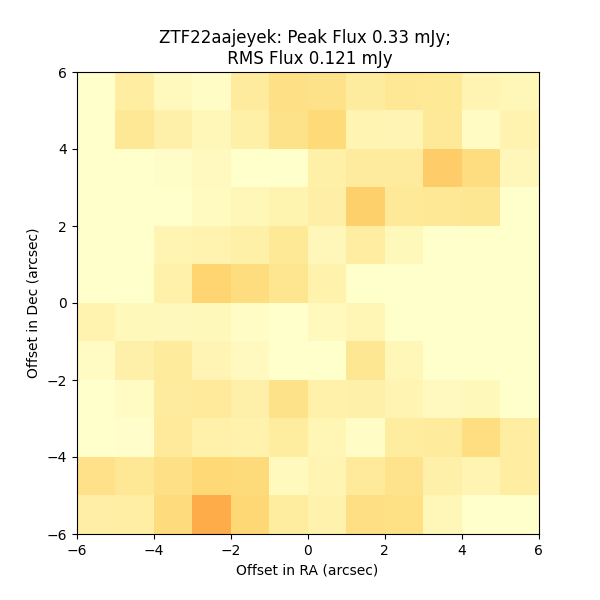 ZTF22aajeyek: Peak Flux 0.33 mJy;
RMS Flux 0.121 mJy
6
4
2
0
−2
−4
−6
Offset in Dec (arcsec)
−6 −4 −2 0 2 4 6
Offset in RA (arcsec)